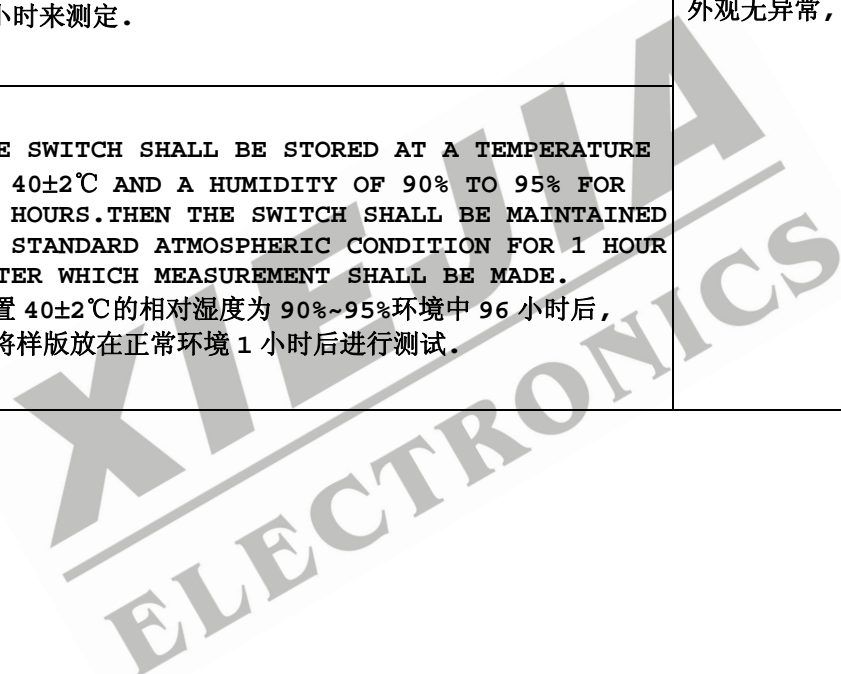 小时来测定.
外观无异常,
E SWITCH SHALL BE STORED AT A TEMPERATURE
40±2℃ AND A HUMIDITY OF 90% TO 95% FOR
HOURS.THEN THE SWITCH SHALL BE MAINTAINED
STANDARD ATMOSPHERIC CONDITION FOR 1 HOUR
TER WHICH MEASUREMENT SHALL BE MADE.
置 40±2℃的相对湿度为 90%~95%环境中 96 小时后,
将样版放在正常环境 1 小时后进行测试.
XIEJIA
ELECTRONICS